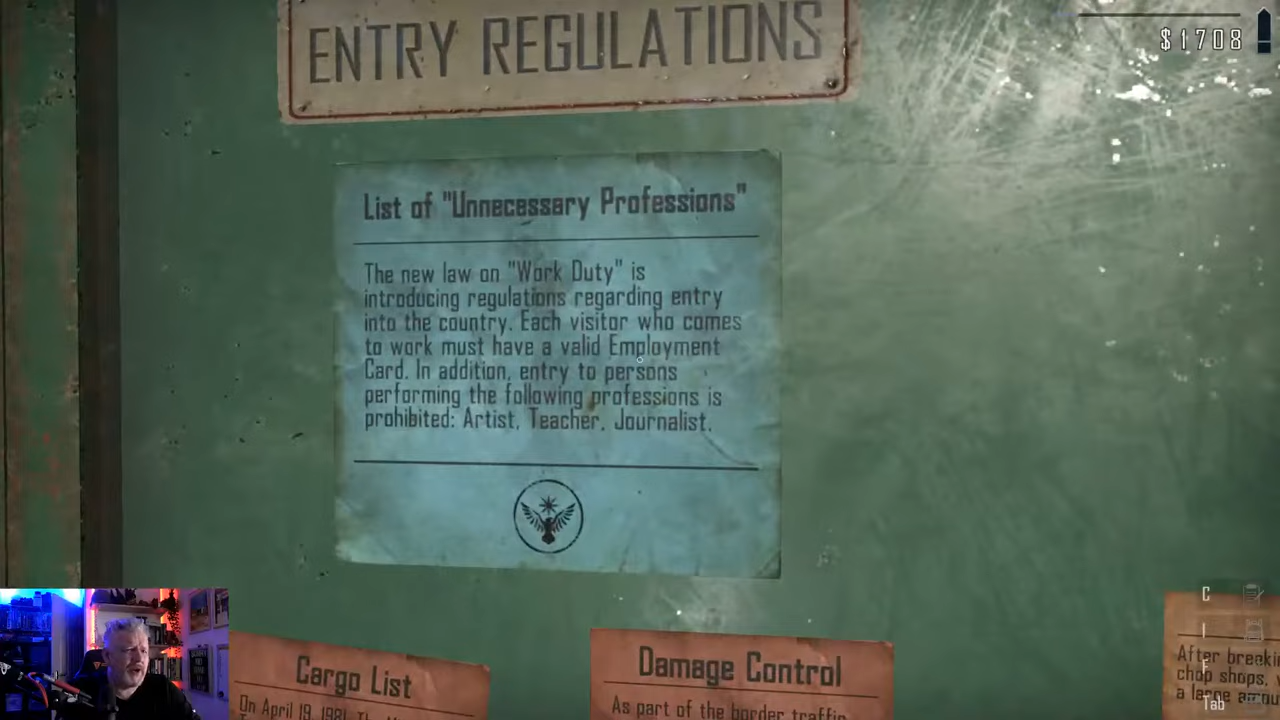 $1708
ENTRY REGULATIONS
List of "Unnecessary Professions"
The new law on "Work Duty" is
introducing regulations regarding entry
into the country. Each visitor who comes
to work must have a valid Employment
Card. In addition, entry to persons
performing the following professions is
prohibited: Artist, Teacher, Journalist.
Cargo List
On April 19, 1981, The
Damage Control
As part of the border traffic
After
chop shops,
a large
C
I
Tab